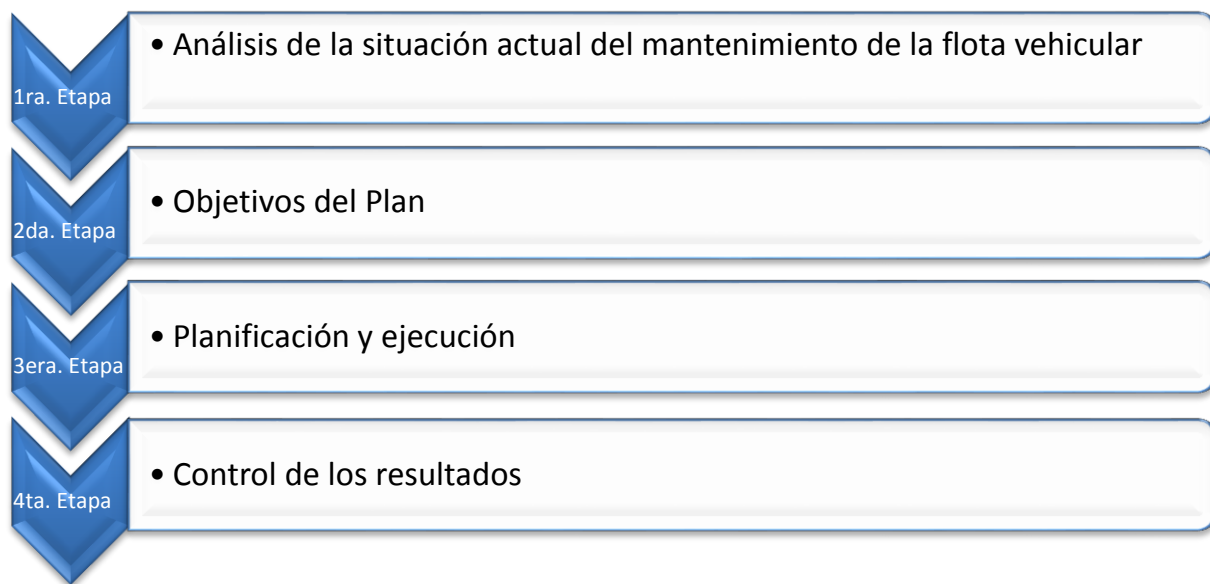 1ra. Etapa
• Análisis de la situación actual del mantenimiento de la flota vehicular
2da. Etapa
• Objetivos del Plan
3era. Etapa
• Planificación y ejecución
4ta. Etapa
• Control de los resultados